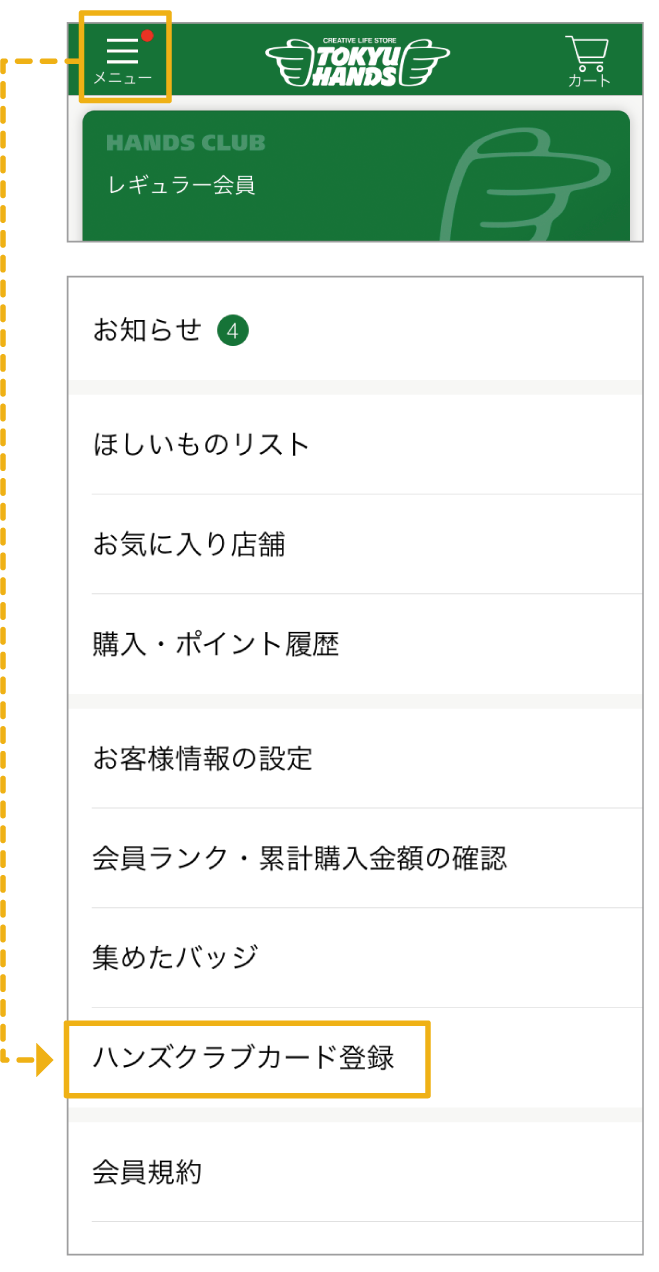 メニュー
CREATIVE LIFE STORE
TOKYU
HANDS
カート
HANDS CLUB
レギュラー会員
お知らせ 4
ほしいものリスト
お気に入り店舗
購入・ポイント履歴
お客様情報の設定
会員ランク・累計購入金額の確認
集めたバッジ
ハンズクラブカード登録
会員規約